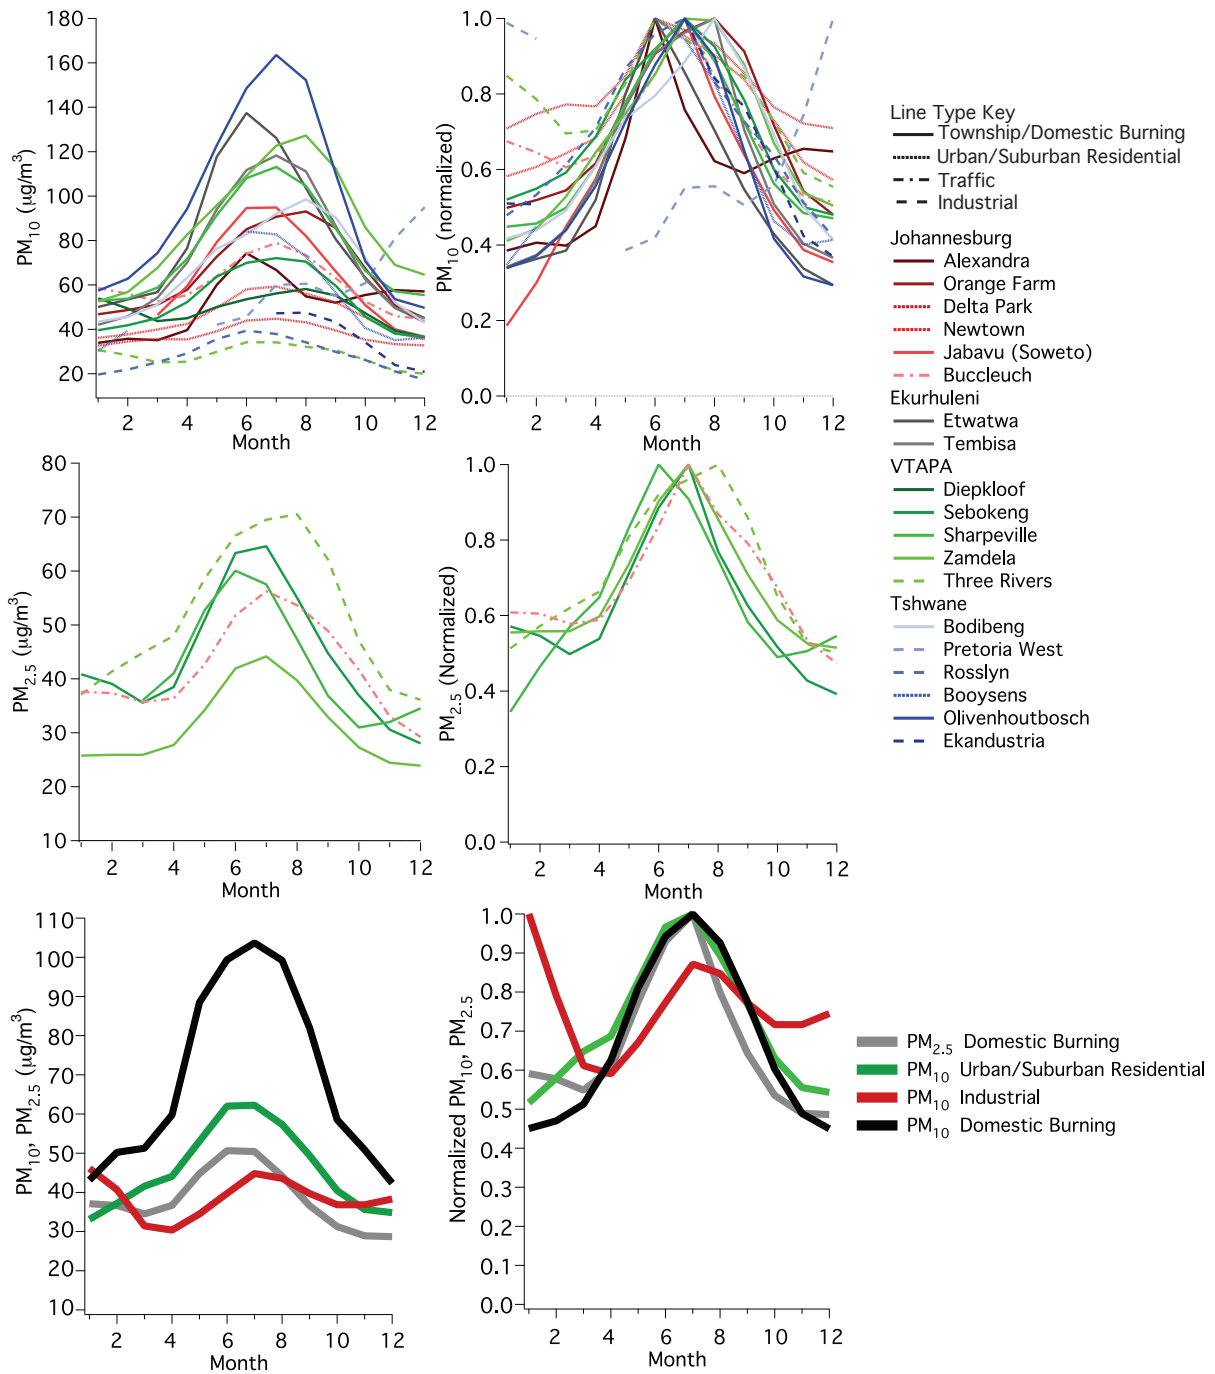 PM10 (μg/m3)
180
160
140
120
100
80
60
40
20
2
4
6
8
10
12
Month
PM10 (normalized)
1.0
0.8
0.6
0.4
0.2
0.0
2
4
6
8
10
12
Month
Line Type Key
Township/Domestic Burning
Urban/Suburban Residential
Traffic
Industrial
Johannesburg
Alexandra
Orange Farm
Delta Park
Newtown
Jabavu (Soweto)
Buccleuch
Ekurhuleni
Etwatwa
Tembisa
VTAPA
Diepkloof
Sebokeng
Sharpeville
Zamdela
Three Rivers
Tshwane
Bodibeng
Pretoria West
Rosslyn
Booysens
Olivenhoutbosch
Ekandustria
PM2.5 (μg/m3)
80
70
60
50
40
30
20
10
2
4
6
8
10
12
Month
PM2.5 (Normalized)
1.0
0.8
0.6
0.4
0.2
0.0
2
4
6
8
10
12
Month
PM10, PM2.5 (μg/m3)
110
100
90
80
70
60
50
40
30
20
10
2
4
6
8
10
12
Month
Normalized PM10, PM2.5
1.0
0.9
0.8
0.7
0.6
0.5
0.4
0.3
0.2
0.1
0.0
2
4
6
8
10
12
Month
PM2.5 Domestic Burning
PM10 Urban/Suburban Residential
PM10 Industrial
PM10 Domestic Burning